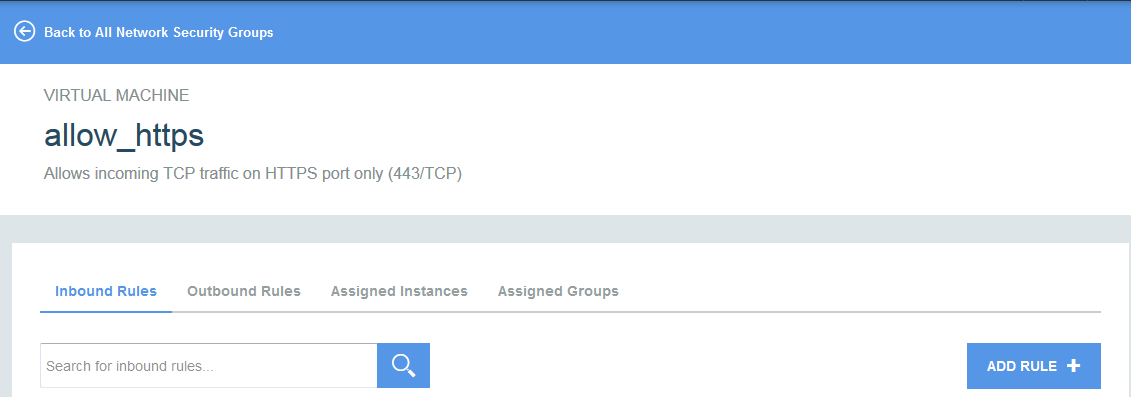 Back to All Network Security Groups
VIRTUAL MACHINE
allow_https
Allows incoming TCP traffic on HTTPS port only (443/TCP)
Inbound Rules Outbound Rules Assigned Instances Assigned Groups
Search for inbound rules... ADD RULE +